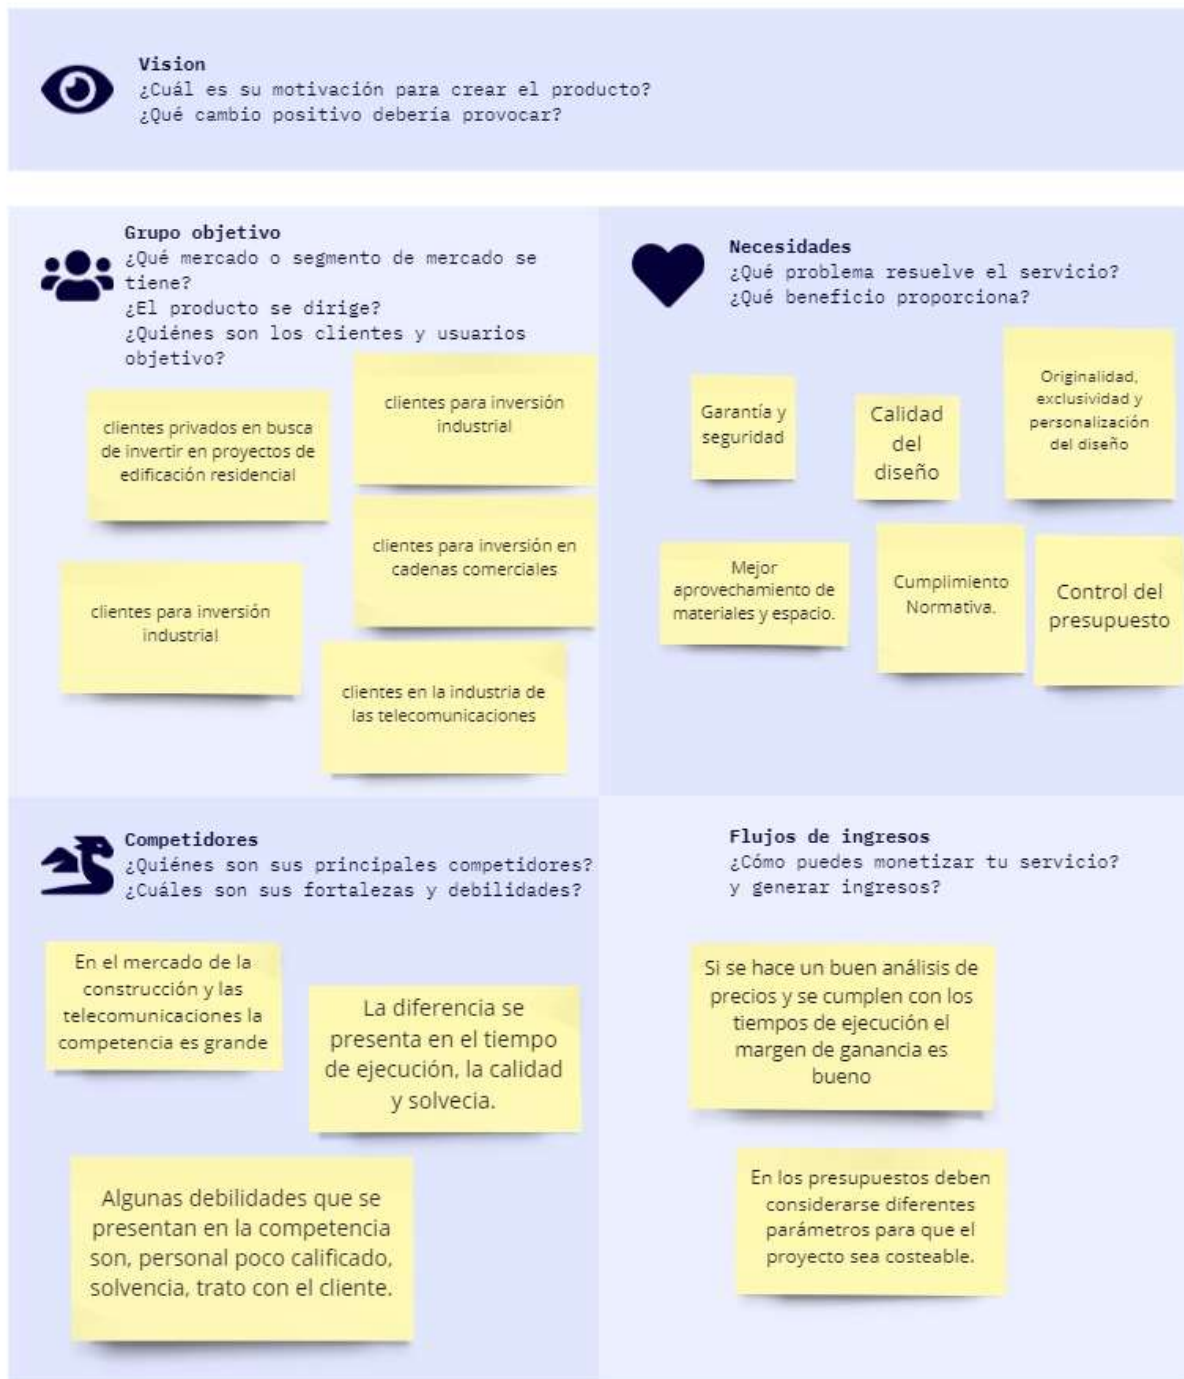 Vision
¿Cuál es su motivación para crear el producto?
¿Qué cambio positivo debería provocar?
Grupo objetivo
¿Qué mercado o segmento de mercado se
tiene?
¿El producto se dirige?
¿Quiénes son los clientes y usuarios
objetivo?
clientes privados en busca
de invertir en proyectos de
edificación residencial
clientes para inversión
industrial
clientes para inversión en
cadenas comerciales
clientes para inversión
industrial
clientes en la industria de
las telecomunicaciones
Necesidades
¿Qué problema resuelve el servicio?
¿Qué beneficio proporciona?
Garantía y
seguridad
Calidad
del
diseño
Originalidad,
exclusividad y
personalización
del diseño
Mejor
aprovechamiento de
materiales y espacio.
Cumplimiento
Normativa.
Control del
presupuesto
Competidores
¿Quiénes son sus principales competidores?
¿Cuáles son sus fortalezas y debilidades?
En el mercado de la
construcción y las
telecomunicaciones la
competencia es grande
La diferencia se
presenta en el tiempo
de ejecución, la calidad
y solvecia.
Algunas debilidades que se
presentan en la competencia
son, personal poco calificado,
solvencia, trato con el cliente.
Flujos de ingresos
¿Cómo puedes monetizar tu servicio?
y generar ingresos?
Si se hace un buen análisis de
precios y se cumplen con los
tiempos de ejecución el
margen de ganancia es
bueno
En los presupuestos deben
considerarse diferentes
parámetros para que el
proyecto sea costeable.